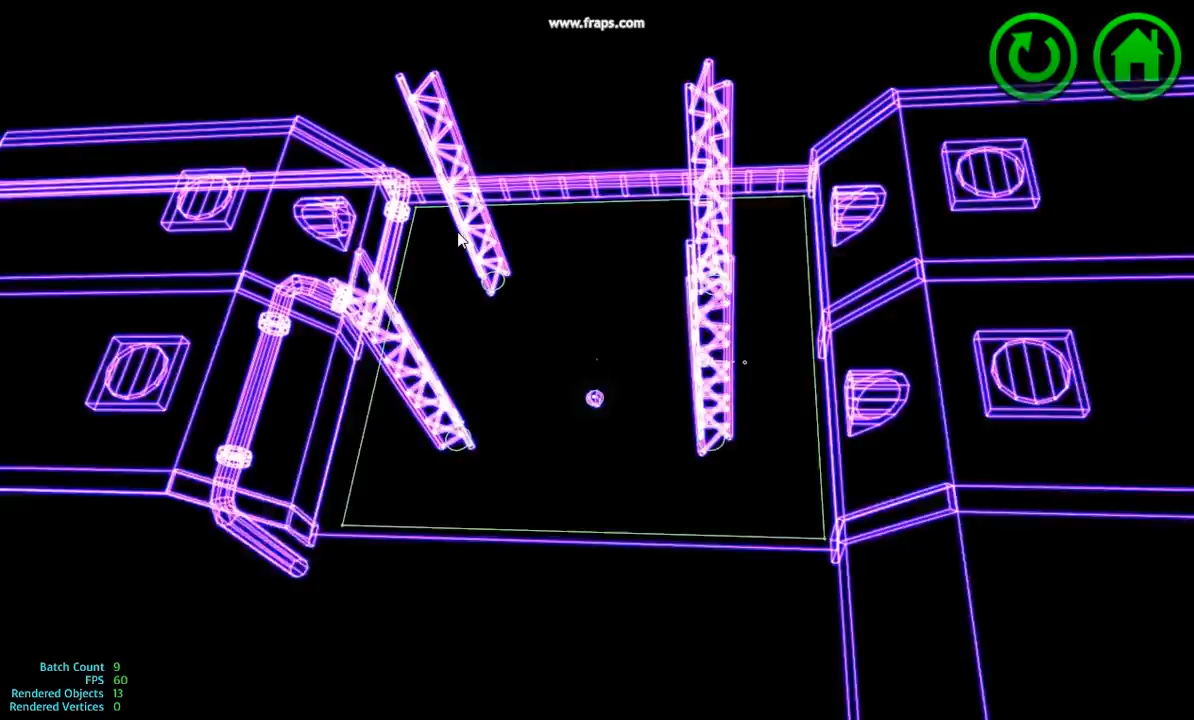 www.fraps.com
Batch Count 9
FPS 60
Rendered Objects 13
Rendered Vertices 0